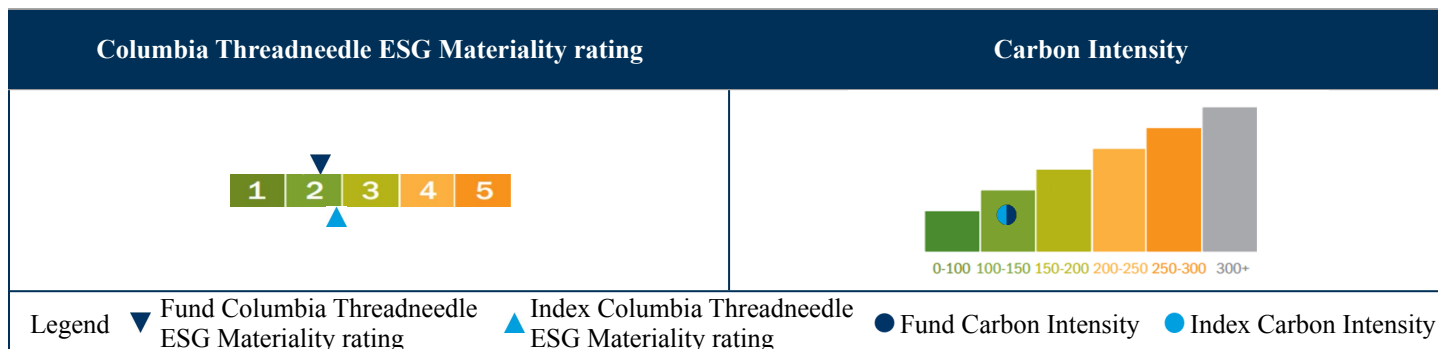 Columbia Threadneedle ESG Materiality rating
Carbon Intensity
1 2 3 4 5
0-100 100-150 150-200 200-250 250-300 300+
Legend
Fund Columbia Threadneedle
ESG Materiality rating
Index Columbia Threadneedle
ESG Materiality rating
Fund Carbon Intensity
Index Carbon Intensity